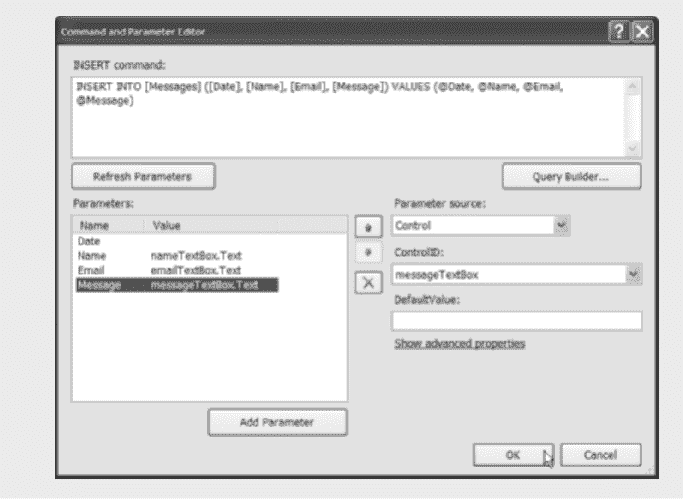 Command and Parameter Editor
INSERT command:
INSERT INTO [Messages] ([Date], [Name], [Email], [Message]) VALUES (@Date, @Name, @Email,
@Message)
Refresh Parameters
Query Builder...
Parameters:
Parameter source:
Name Value
Control
Date
Name nameTextBox.Text
ControlID:
Email emailTextBox.Text
messageTextBox
Message messageTextBox.Text
DefaultValue:
Show advanced properties
Add Parameter
OK
Cancel